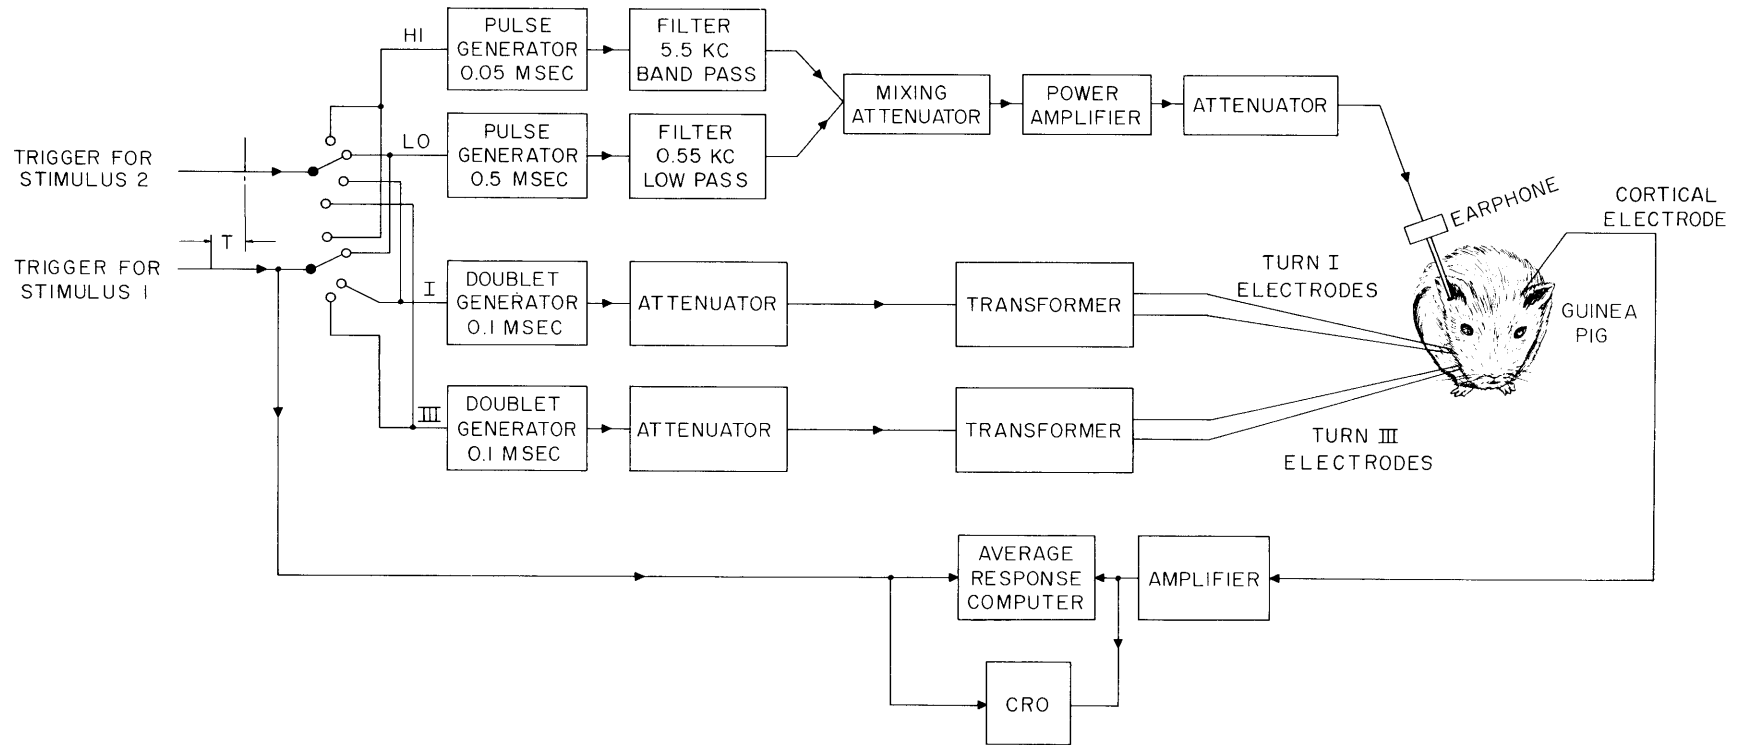 HI
PULSE
GENERATOR
0.05 MSEC
FILTER
5.5 KC
BAND PASS
MIXING
ATTENUATOR
POWER
AMPLIFIER
ATTENUATOR
LO
PULSE
GENERATOR
0.5 MSEC
FILTER
0.55 KC
LOW PASS
TRIGGER FOR
STIMULUS 2
T
TRIGGER FOR
STIMULUS 1
EARPHONE
CORTICAL
ELECTRODE
I
DOUBLET
GENERATOR
0.1 MSEC
ATTENUATOR
TRANSFORMER
TURN I
ELECTRODES
GUINEA
PIG
III
DOUBLET
GENERATOR
0.1 MSEC
ATTENUATOR
TRANSFORMER
TURN III
ELECTRODES
AVERAGE
RESPONSE
COMPUTER
AMPLIFIER
CRO